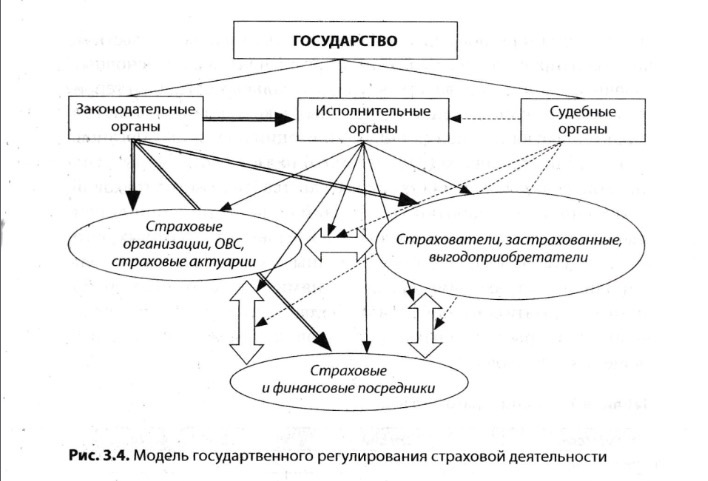 ГОСУДАРСТВО
Законодательные
органы
Исполнительные
органы
Судебные
органы
Страховые
организации, ОВС,
страховые актуарии
Страхователи, застрахованные,
выгодоприобретатели
Страховые
и финансовые посредники
Рис. 3.4. Модель государтвенного регулирования страховой деятельности